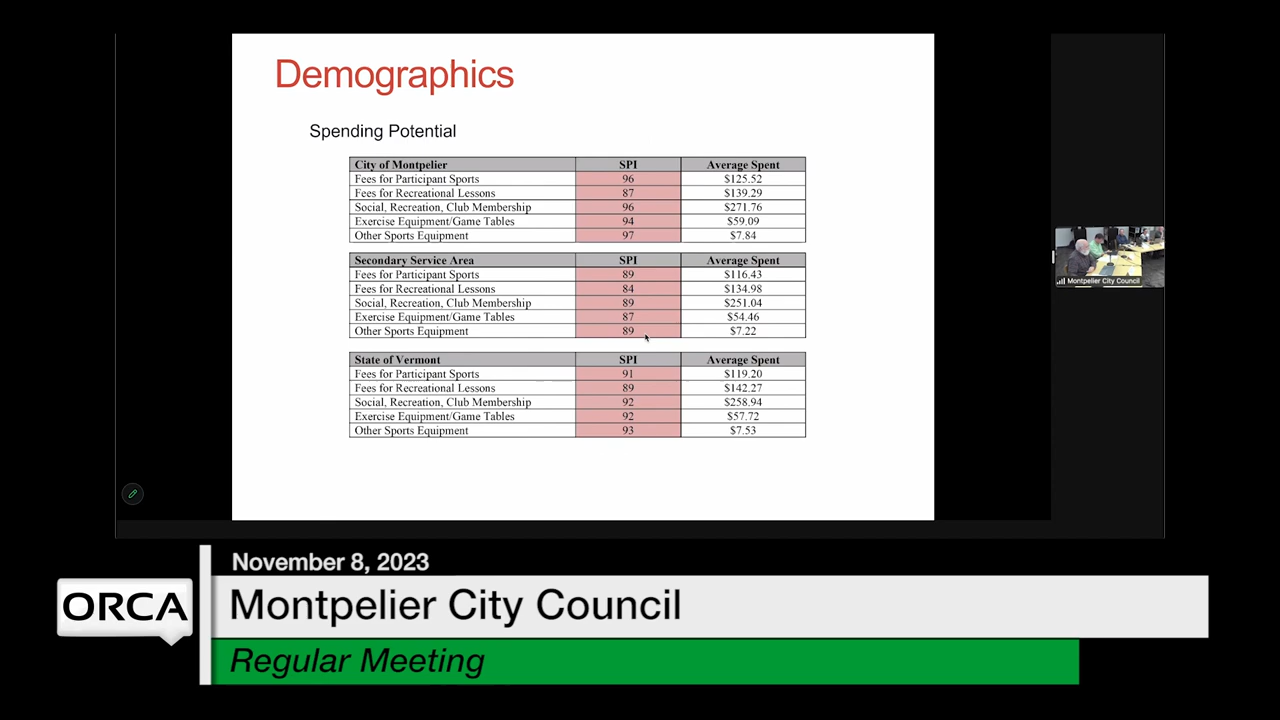 Demographics
Spending Potential
City of Montpelier SPI Average Spent
Fees for Participant Sports 96 $125.52
Fees for Recreational Lessons 87 $139.29
Social, Recreation, Club Membership 96 $271.76
Exercise Equipment/Game Tables 94 $59.09
Other Sports Equipment 97 $7.84
Secondary Service Area SPI Average Spent
Fees for Participant Sports 89 $116.43
Fees for Recreational Lessons 84 $134.98
Social, Recreation, Club Membership 89 $251.04
Exercise Equipment/Game Tables 87 $54.46
Other Sports Equipment 89 $7.22
State of Vermont SPI Average Spent
Fees for Participant Sports 91 $119.20
Fees for Recreational Lessons 89 $142.27
Social, Recreation, Club Membership 92 $258.94
Exercise Equipment/Game Tables 92 $57.72
Other Sports Equipment 93 $7.53
Montpelier City Council
November 8, 2023
ORCA
Montpelier City Council
Regular Meeting